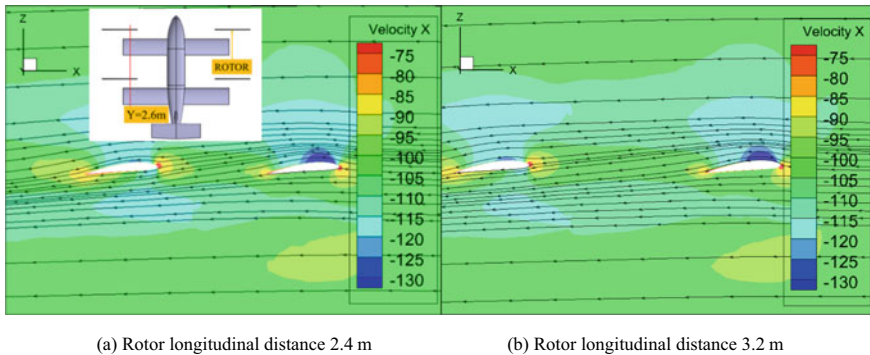 Z
X
ROTOR
Y=2.6m
Velocity X
-75
-80
-85
-90
-95
-100
-105
-110
-115
-120
-125
-130
Z
X
Velocity X
-75
-80
-85
-90
-95
-100
-105
-110
-115
-120
-125
-130
(a) Rotor longitudinal distance 2.4 m
(b) Rotor longitudinal distance 3.2 m